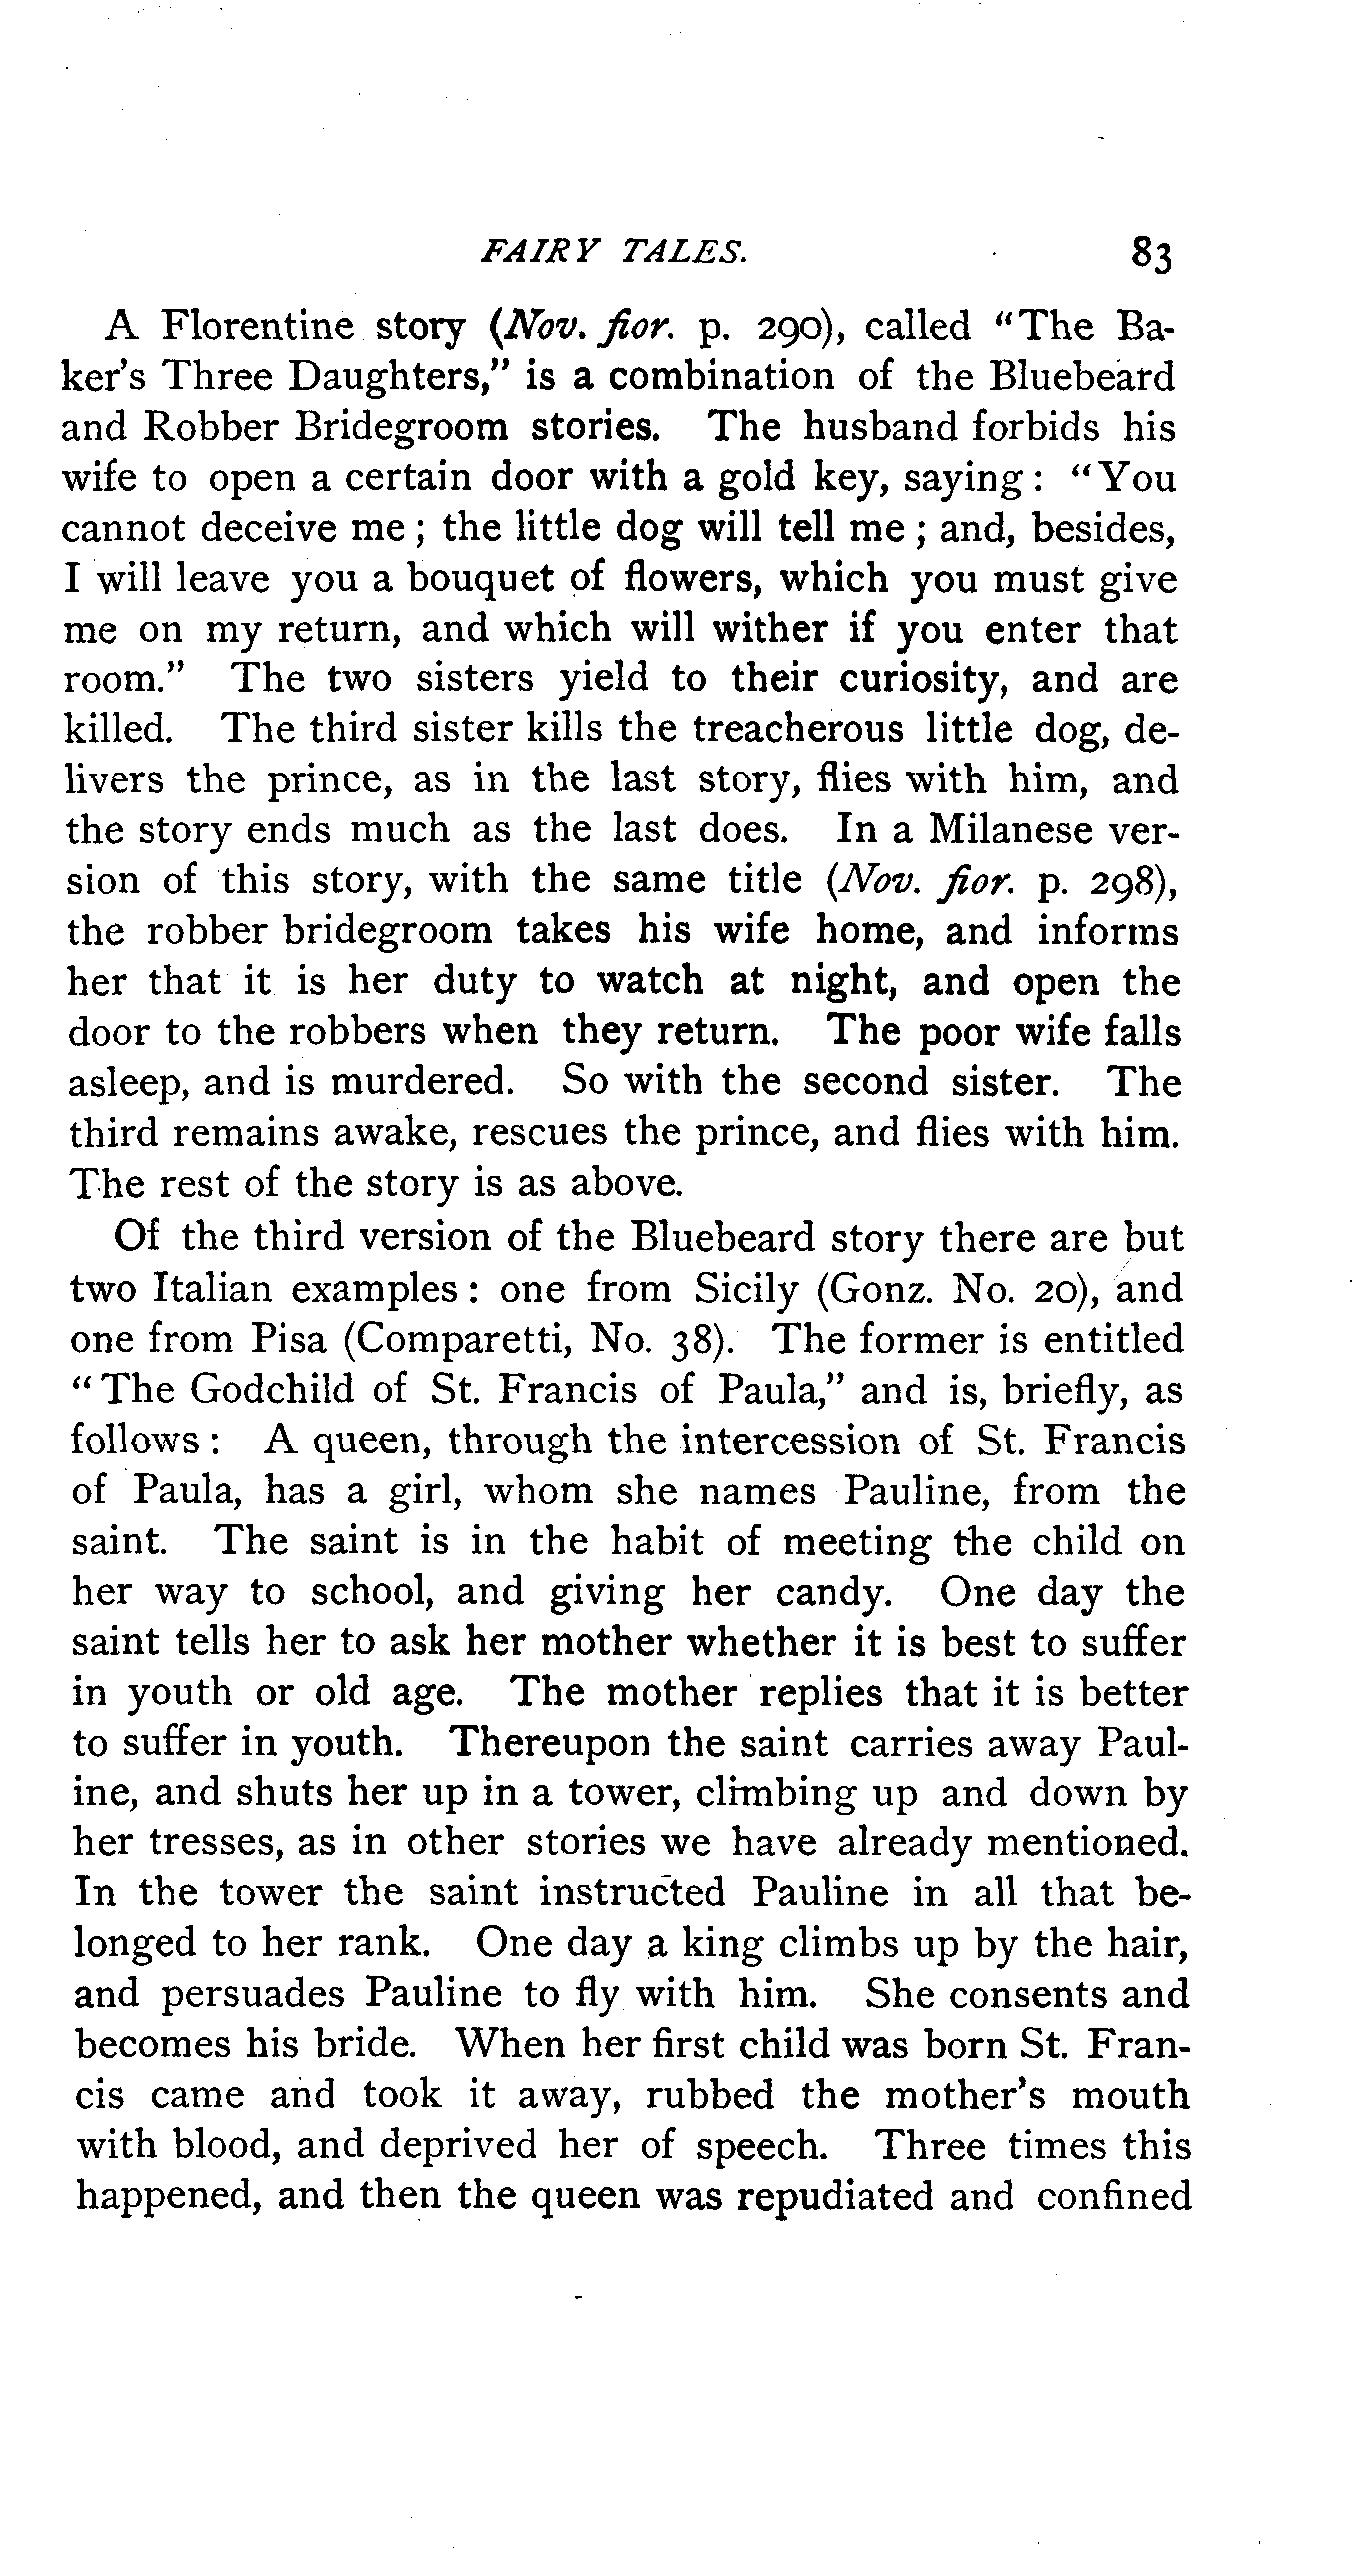 FAIRY TALES. 83
A Florentine story (Nov. fior. p. 290), called "The Ba-
ker's Three Daughters," is a combination of the Bluebeard
and Robber Bridegroom stories. The husband forbids his
wife to open a certain door with a gold key, saying: "You
cannot deceive me; the little dog will tell me; and, besides,
I will leave you a bouquet of flowers, which you must give
me on my return, and which will wither if you enter that
room." The two sisters yield to their curiosity, and are
killed. The third sister kills the treacherous little dog, de-
livers the prince, as in the last story, flies with him, and
the story ends much as the last does. In a Milanese ver-
sion of this story, with the same title (Nov. fior. p. 298),
the robber bridegroom takes his wife home, and informs
her that it is her duty to watch at night, and open the
door to the robbers when they return. The poor wife falls
asleep, and is murdered. So with the second sister. The
third remains awake, rescues the prince, and flies with him.
The rest of the story is as above.
Of the third version of the Bluebeard story there are but
two Italian examples: one from Sicily (Gonz. No. 20), and
one from Pisa (Comparetti, No. 38). The former is entitled
"The Godchild of St. Francis of Paula," and is, briefly, as
follows: A queen, through the intercession of St. Francis
of Paula, has a girl, whom she names Pauline, from the
saint. The saint is in the habit of meeting the child on
her way to school, and giving her candy. One day the
saint tells her to ask her mother whether it is best to suffer
in youth or old age. The mother replies that it is better
to suffer in youth. Thereupon the saint carries away Paul-
ine, and shuts her up in a tower, climbing up and down by
her tresses, as in other stories we have already mentioned.
In the tower the saint instructed Pauline in all that be-
longed to her rank. One day a king climbs up by the hair,
and persuades Pauline to fly with him. She consents and
becomes his bride. When her first child was born St. Fran-
cis came and took it away, rubbed the mother's mouth
with blood, and deprived her of speech. Three times this
happened, and then the queen was repudiated and confined